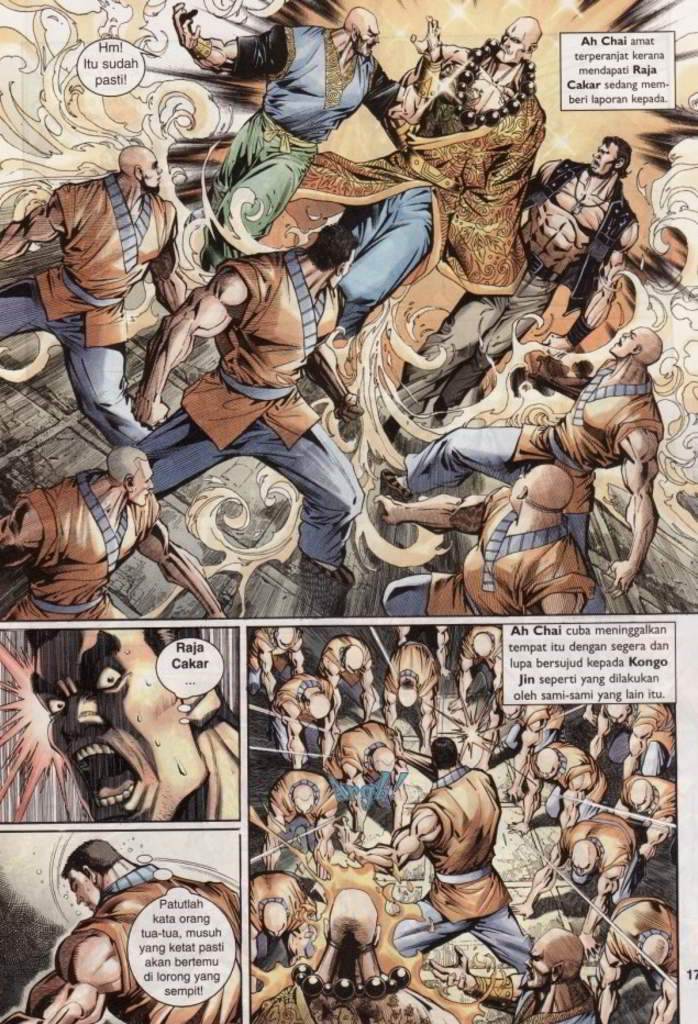 Hm!
Itu sudah
pasti!
Ah Chai amat
terperanjat kerana
mendapati Raja
Cakar sedang mem-
beri laporan kepada.
Raja
Cakar
...
Patutlah
kata orang
tua-tua, musuh
yang ketat pasti
akan bertemu
di lorong yang
sempit!
Ah Chai cuba meninggalkan
tempat itu dengan segera dan
lupa bersujud kepada Kongo
Jin seperti yang dilakukan
oleh sami-sami yang lain itu.
17